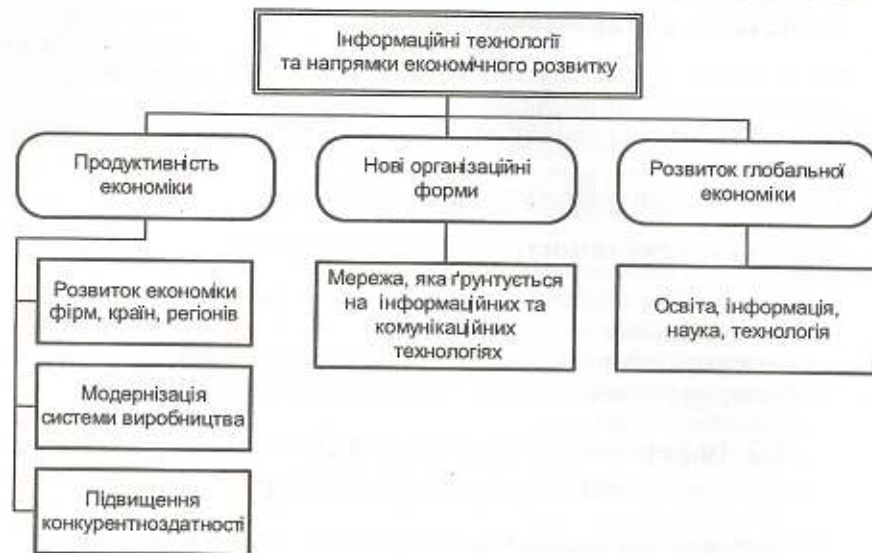 Інформаційні технології
та напрямки економічного розвитку
Продуктивність
економіки
Нові організаційні
форми
Розвиток глобальної
економіки
Розвиток економіки
фірм, країн, регіонів
Мережа, яка ґрунтується
на інформаційних та
комунікаційних
технологіях
Освіта, інформація,
наука, технологія
Модернізація
системи виробництва
Підвищення
конкурентноздатності